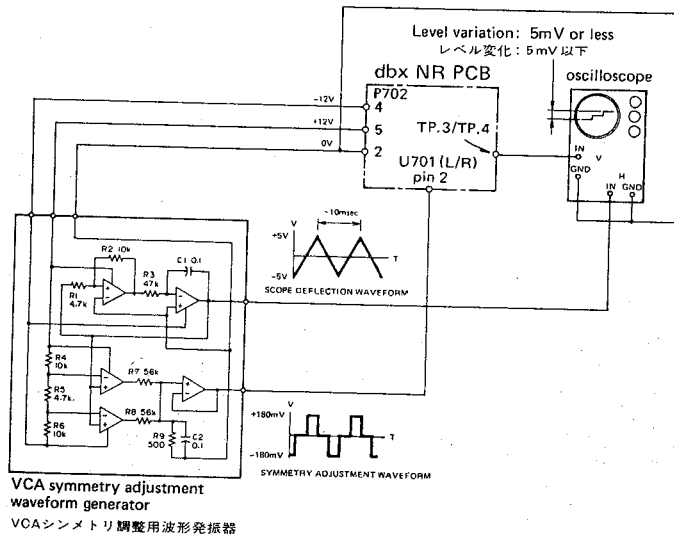 Level variation: 5mV or less
レベル変化：5mV以下
dbx NR PCB
oscilloscope
P702
-12V
4
+12V
5
TP.3/TP.4
0V
2
U701 (L/R)
pin 2
IN
V
GND
H
IN
GND
R2 10k
C1 0.1
R3
47k
R1
4.7k
~10msec
V
+5V
-5V
T
SCOPE DEFLECTION WAVEFORM
R4
10k
R7 56k
R5
4.7k
R8 56k
R6
10k
R9
500
C2
0.1
V
+180mV
-180mV
T
SYMMETRY ADJUSTMENT WAVEFORM
VCA symmetry adjustment
waveform generator
VCAシンメトリ調整用波形発振器